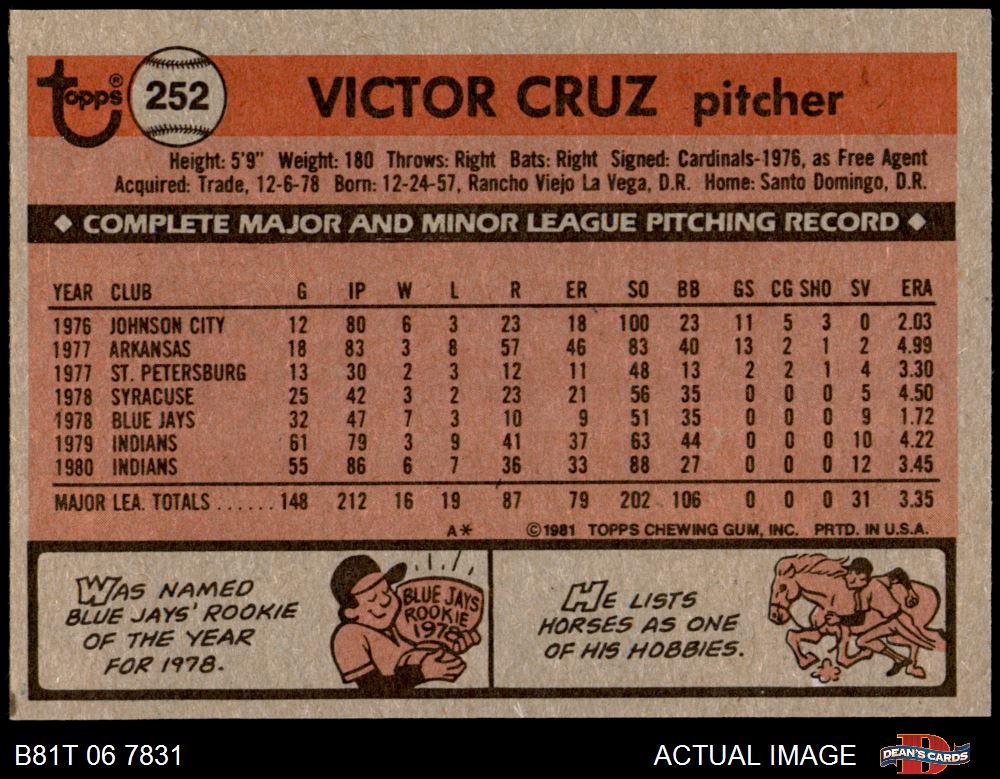 topps® 252 VICTOR CRUZ pitcher
Height: 5'9" Weight: 180 Throws: Right Bats: Right Signed: Cardinals-1976, as Free Agent
Acquired: Trade, 12-6-78 Born: 12-24-57, Rancho Viejo La Vega, D.R. Home: Santo Domingo, D.R.
◆ COMPLETE MAJOR AND MINOR LEAGUE PITCHING RECORD ◆
YEAR CLUB G IP W L R ER SO BB GS CG SHO SV ERA
1976 JOHNSON CITY 12 80 6 3 23 18 100 23 11 5 3 0 2.03
1977 ARKANSAS 18 83 3 8 57 46 83 40 13 2 1 2 4.99
1977 ST. PETERSBURG 13 30 2 3 12 11 48 13 2 2 1 4 3.30
1978 SYRACUSE 25 42 3 2 23 21 56 35 0 0 0 5 4.50
1978 BLUE JAYS 32 47 7 3 10 9 51 35 0 0 0 9 1.72
1979 INDIANS 61 79 3 9 41 37 63 44 0 0 0 10 4.22
1980 INDIANS 55 86 6 7 36 33 88 27 0 0 0 12 3.45
MAJOR LEA. TOTALS ...... 148 212 16 19 87 79 202 106 0 0 0 31 3.35
A* ©1981 TOPPS CHEWING GUM, INC. PRTD. IN U.S.A.
WAS NAMED
BLUE JAYS' ROOKIE
OF THE YEAR
FOR 1978.
BLUE JAYS
ROOKIE
1978
HE LISTS
HORSES AS ONE
OF HIS HOBBIES.
B81T 06 7831 ACTUAL IMAGE DEAN'S CARDS